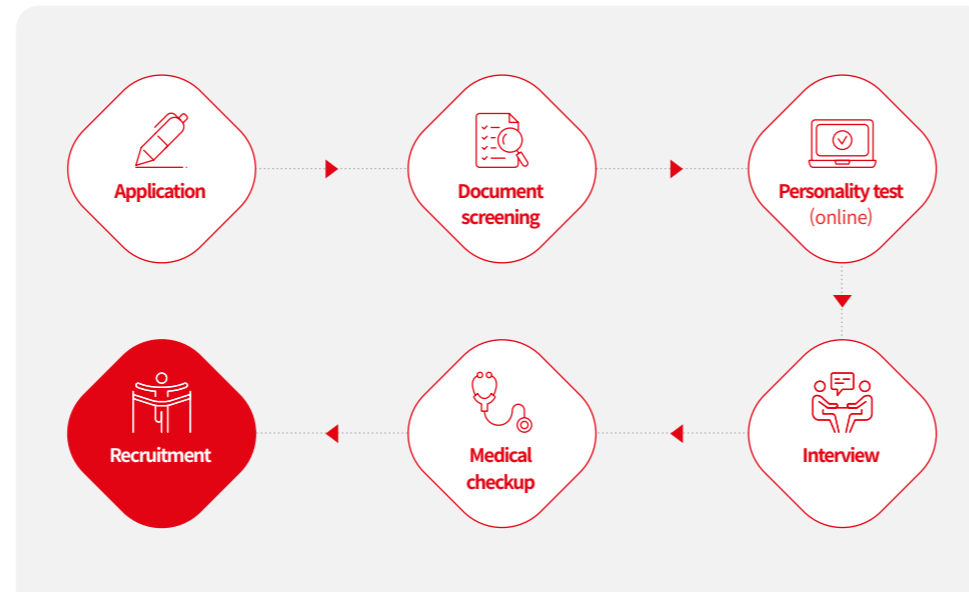 Application
Document
screening
Personality test
(online)
Interview
Medical
checkup
Recruitment